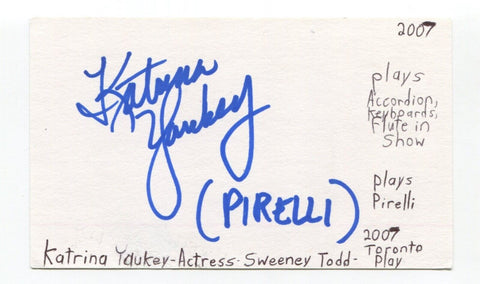 2007
plays
Accordion,
Keyboards,
Flute in
Show
Katrina
Yaukey
(PIRELLI)
plays
Pirelli
2007
Toronto
Katrina Yaukey-Actress-Sweeney Todd- Play